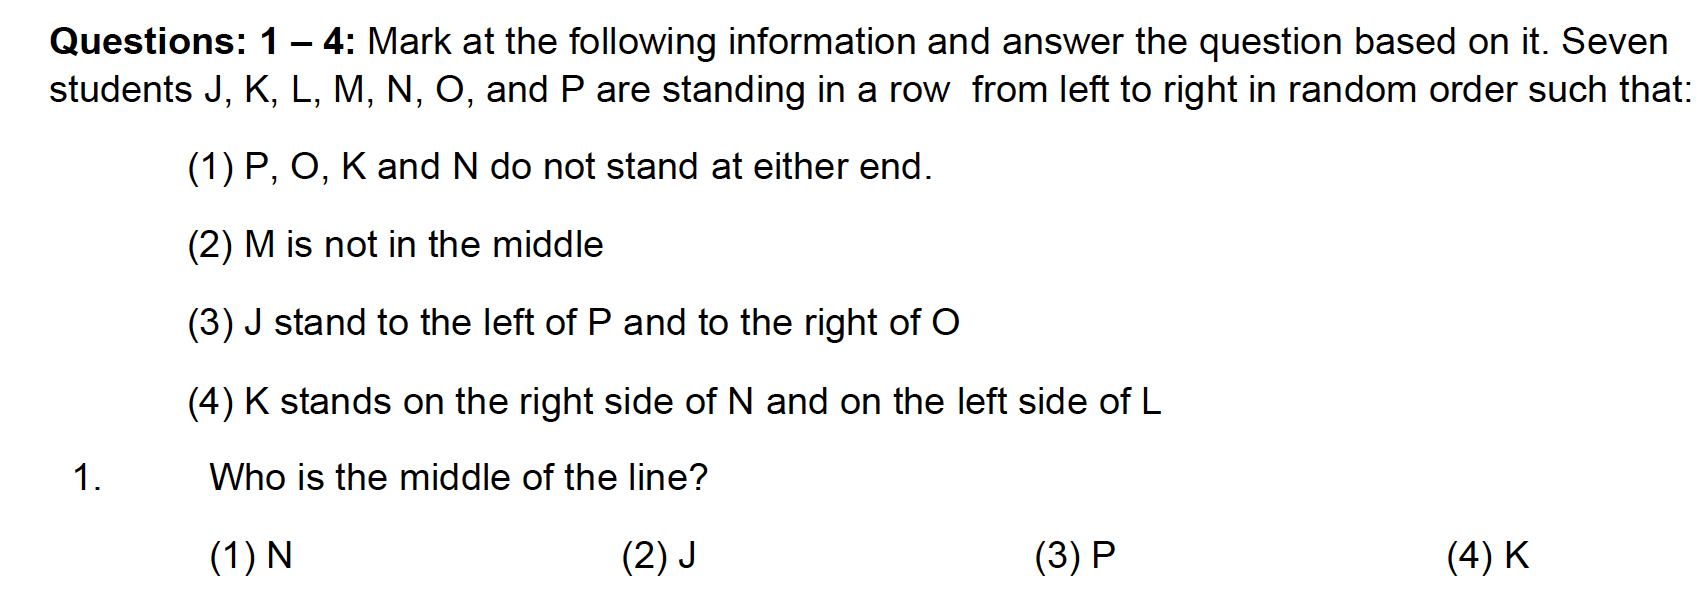 Questions: 1 – 4: Mark at the following information and answer the question based on it. Seven
students J, K, L, M, N, O, and P are standing in a row from left to right in random order such that:
(1) P, O, K and N do not stand at either end.
(2) M is not in the middle
(3) J stand to the left of P and to the right of O
(4) K stands on the right side of N and on the left side of L
1. Who is the middle of the line?
(1) N (2) J (3) P (4) K